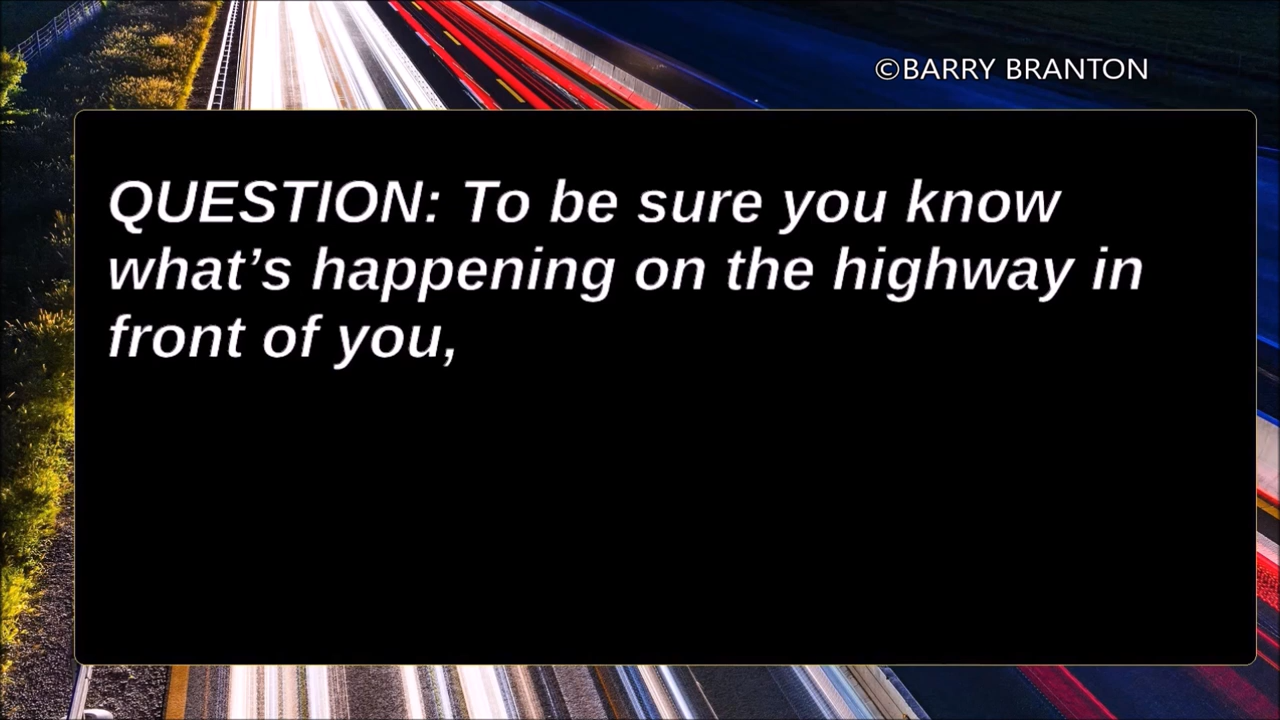 ©BARRY BRANTON
QUESTION: To be sure you know
what’s happening on the highway in
front of you,